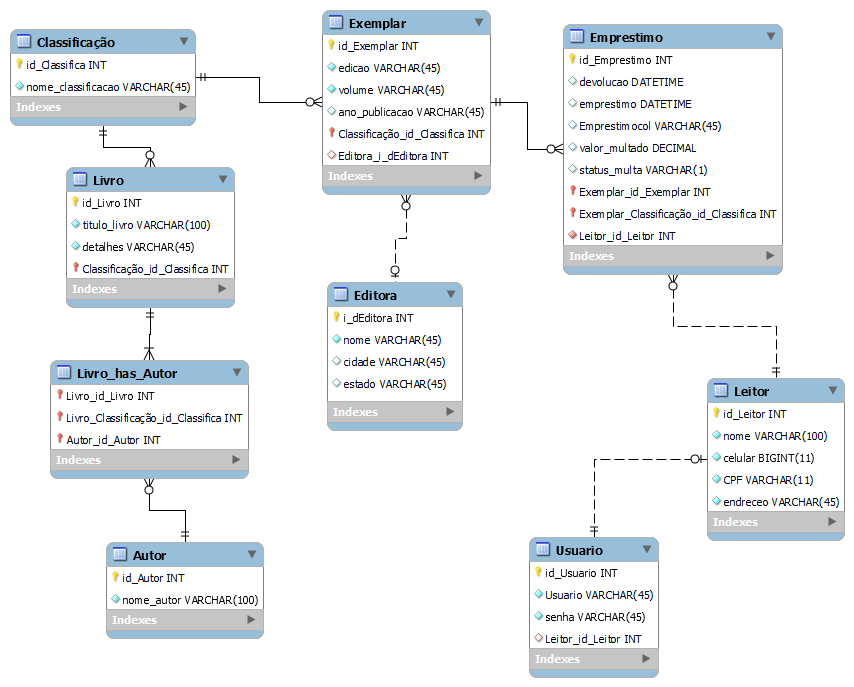 Classificação
id_Classifica INT
nome_classificacao VARCHAR(45)
Indexes
Exemplar
id_Exemplar INT
edicao VARCHAR(45)
volume VARCHAR(45)
ano_publicacao VARCHAR(45)
Classificação_id_Classifica INT
Editora_i_dEditora INT
Indexes
Emprestimo
id_Emprestimo INT
devolucao DATETIME
emprestimo DATETIME
Emprestimocol VARCHAR(45)
valor_multado DECIMAL
status_multa VARCHAR(1)
Exemplar_id_Exemplar INT
Exemplar_Classificação_id_Classifica INT
Leitor_id_Leitor INT
Indexes
Livro
id_Livro INT
titulo_livro VARCHAR(100)
detalhes VARCHAR(45)
Classificação_id_Classifica INT
Indexes
Editora
i_dEditora INT
nome VARCHAR(45)
cidade VARCHAR(45)
estado VARCHAR(45)
Indexes
Livro_has_Autor
Livro_id_Livro INT
Livro_Classificação_id_Classifica INT
Autor_id_Autor INT
Indexes
Leitor
id_Leitor INT
nome VARCHAR(100)
celular BIGINT(11)
CPF VARCHAR(11)
endreceo VARCHAR(45)
Indexes
Autor
id_Autor INT
nome_autor VARCHAR(100)
Indexes
Usuario
id_Usuario INT
Usuario VARCHAR(45)
senha VARCHAR(45)
Leitor_id_Leitor INT
Indexes